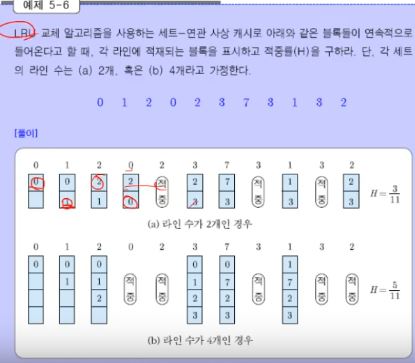 예제 5-6
LRU 교체 알고리즘을 사용하는 세트-연관 사상 캐시로 아래와 같은 블록들이 연속적으로
들어온다고 할 때, 각 라인에 적재되는 블록을 표시하고 적중률(H)을 구하라. 단, 각 세트
의 라인 수는 (a) 2개, 혹은 (b) 4개라고 가정한다.
0 1 2 0 2 3 7 3 1 3 2
[풀이]
0 1 2 0 2 3 7 3 1 3 2
0 0 2 2 적 2 7 적 1 적 2
1 1 0 중 3 3 중 3 중 3
H = 3/11
(a) 라인 수가 2개인 경우
0 1 2 0 2 3 7 3 1 3 2
0 0 0 적 적 0 0 적 1 적 적
1 1 중 중 1 7 중 7 중 중
2 2 2 2
3 3 3
H = 5/11
(b) 라인 수가 4개인 경우